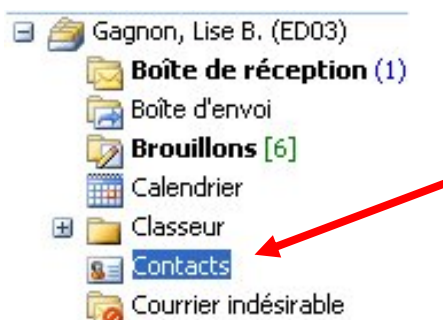 Gagnon, Lise B. (ED03)
Boîte de réception (1)
Boîte d'envoi
Brouillons [6]
Calendrier
Classeur
Contacts
Courrier indésirable